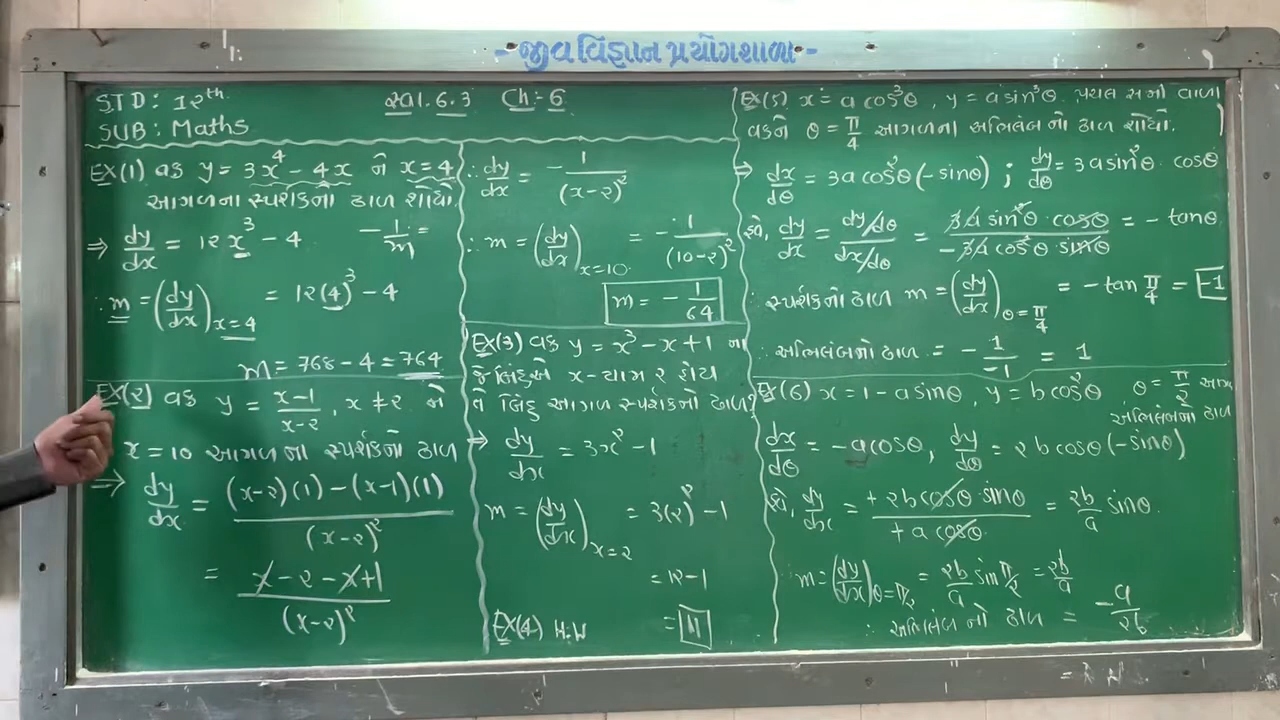 - જીવ વિજ્ઞાન પ્રયોગશાળા -
STD : 12th
SUB : Maths
સ્વા. 6.3 Ch:- 6
EX(1) વક્ર y = 3x⁴ - 4x ને x = 4
આગળના સ્પર્શકનો ઢાળ શોધો.
⇒ dy/dx = 12x³ - 4 -1/m =
∴ m = (dy/dx)ₓ₌₄ = 12(4)³ - 4
m = 768 - 4 = 764
EX(2) વક્ર y = (x-1)/(x-2), x ≠ 2 ને
x = 10 આગળ ના સ્પર્શકનો ઢાળ
⇒ dy/dx = ((x-2)(1) - (x-1)(1))/(x-2)²
= (x - 2 - x + 1)/(x-2)²
∴ dy/dx = -1/(x-2)²
∴ m = (dy/dx)ₓ₌₁₀ = -1/(10-2)²
m = -1/64
EX(3) વક્ર y = x³ - x + 1 ના
જે બિંદુએ x-યામ ૨ હોય
તે બિંદુ આગળ સ્પર્શકનો ઢાળ?
⇒ dy/dx = 3x² - 1
m = (dy/dx)ₓ₌₂ = 3(2)² - 1
= 12 - 1
= 11
EX(4) H.W
EX(5) x = a cos³θ, y = a sin³θ વાળા
વક્રને θ = π/4 આગળના અભિલંબ નો ઢાળ શોધો.
⇒ dx/dθ = 3a cos²θ (-sinθ) ; dy/dθ = 3a sin²θ · cosθ
હવે, dy/dx = (dy/dθ)/(dx/dθ) = (3a sin²θ · cosθ)/(-3a cos²θ · sinθ) = - tanθ
∴ સ્પર્શકનો ઢાળ m = (dy/dx)θ=π/4 = - tan π/4 = -1
∴ અભિલંબનો ઢાળ = - 1/-1 = 1
EX(6) x = 1 - a sinθ, y = b cos²θ θ = π/2 આગ
અભિલંબનો ઢાળ
dx/dθ = -a cosθ, dy/dθ = 2b cosθ (-sinθ)
હવે, dy/dx = (+2b cosθ · sinθ)/(+a cosθ) = 2b/a sinθ.
m = (dy/dx)θ=π/2 = 2b/a sin π/2 = 2b/a
∴ અભિલંબ નો ઢાળ = -a/2b